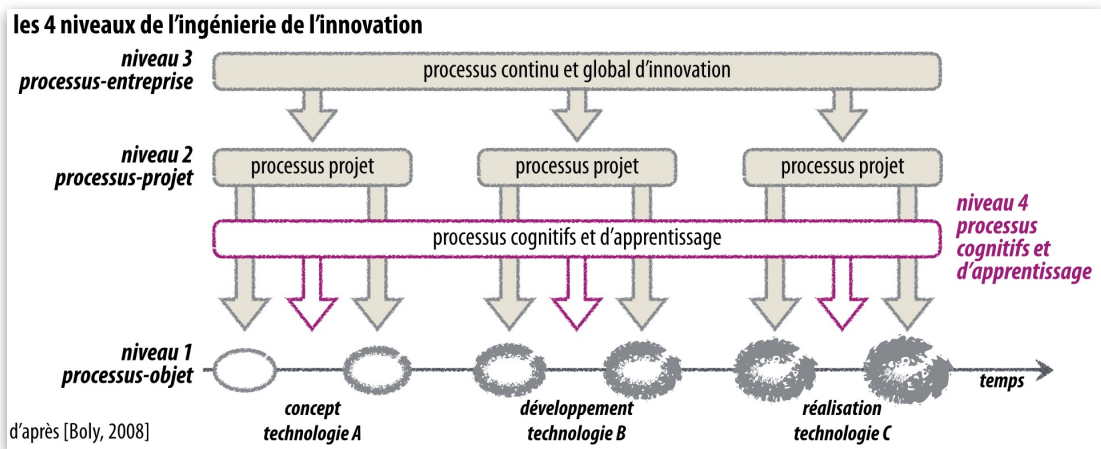 les 4 niveaux de l'ingénierie de l'innovation
niveau 3
processus-entreprise
processus continu et global d'innovation
niveau 2
processus-projet
processus projet
processus projet
processus projet
processus cognitifs et d'apprentissage
niveau 4
processus
cognitifs et
d'apprentissage
niveau 1
processus-objet
temps
concept
technologie A
développement
technologie B
réalisation
technologie C
d'après [Boly, 2008]